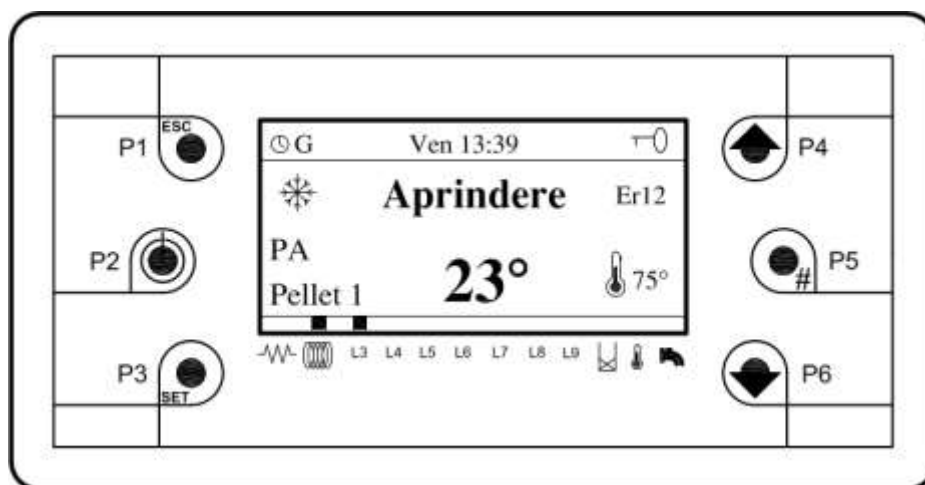 ESC
P1
P2
P3
SET
G Ven 13:39
Aprindere Er12
PA
23° 75°
Pellet 1
L3 L4 L5 L6 L7 L8 L9
P4
P5
#
P6